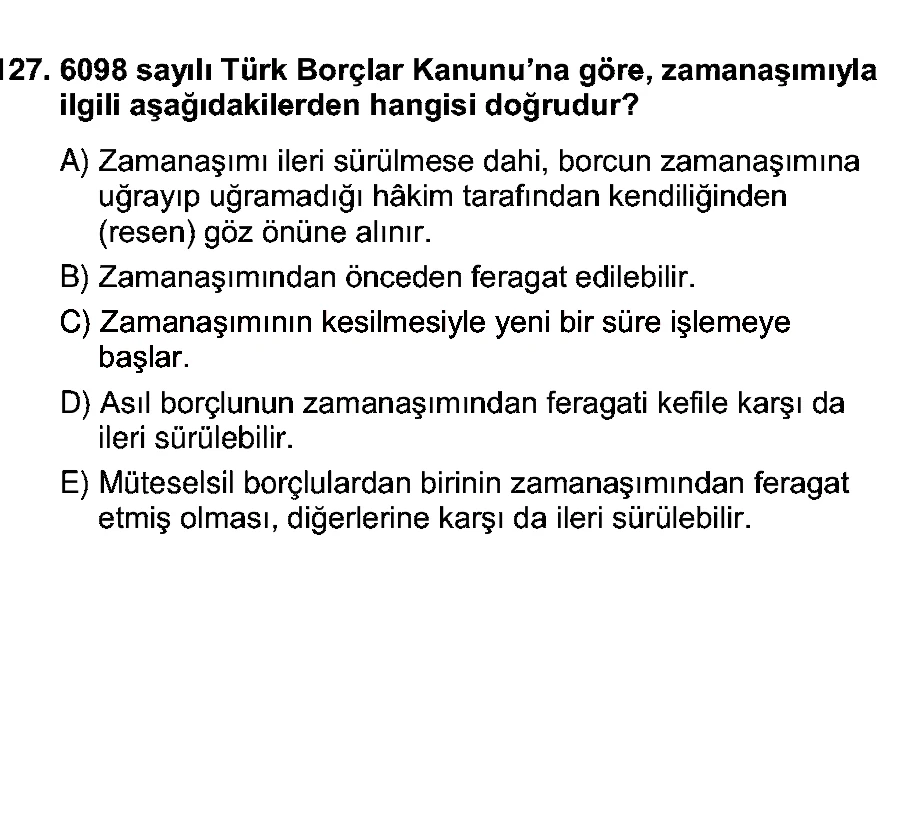 127. 6098 sayılı Türk Borçlar Kanunu’na göre, zamanaşımıyla
ilgili aşağıdakilerden hangisi doğrudur?
A) Zamanaşımı ileri sürülmese dahi, borcun zamanaşımına
uğrayıp uğramadığı hâkim tarafından kendiliğinden
(resen) göz önüne alınır.
B) Zamanaşımından önceden feragat edilebilir.
C) Zamanaşımının kesilmesiyle yeni bir süre işlemeye
başlar.
D) Asıl borçlunun zamanaşımından feragati kefile karşı da
ileri sürülebilir.
E) Müteselsil borçlulardan birinin zamanaşımından feragat
etmiş olması, diğerlerine karşı da ileri sürülebilir.